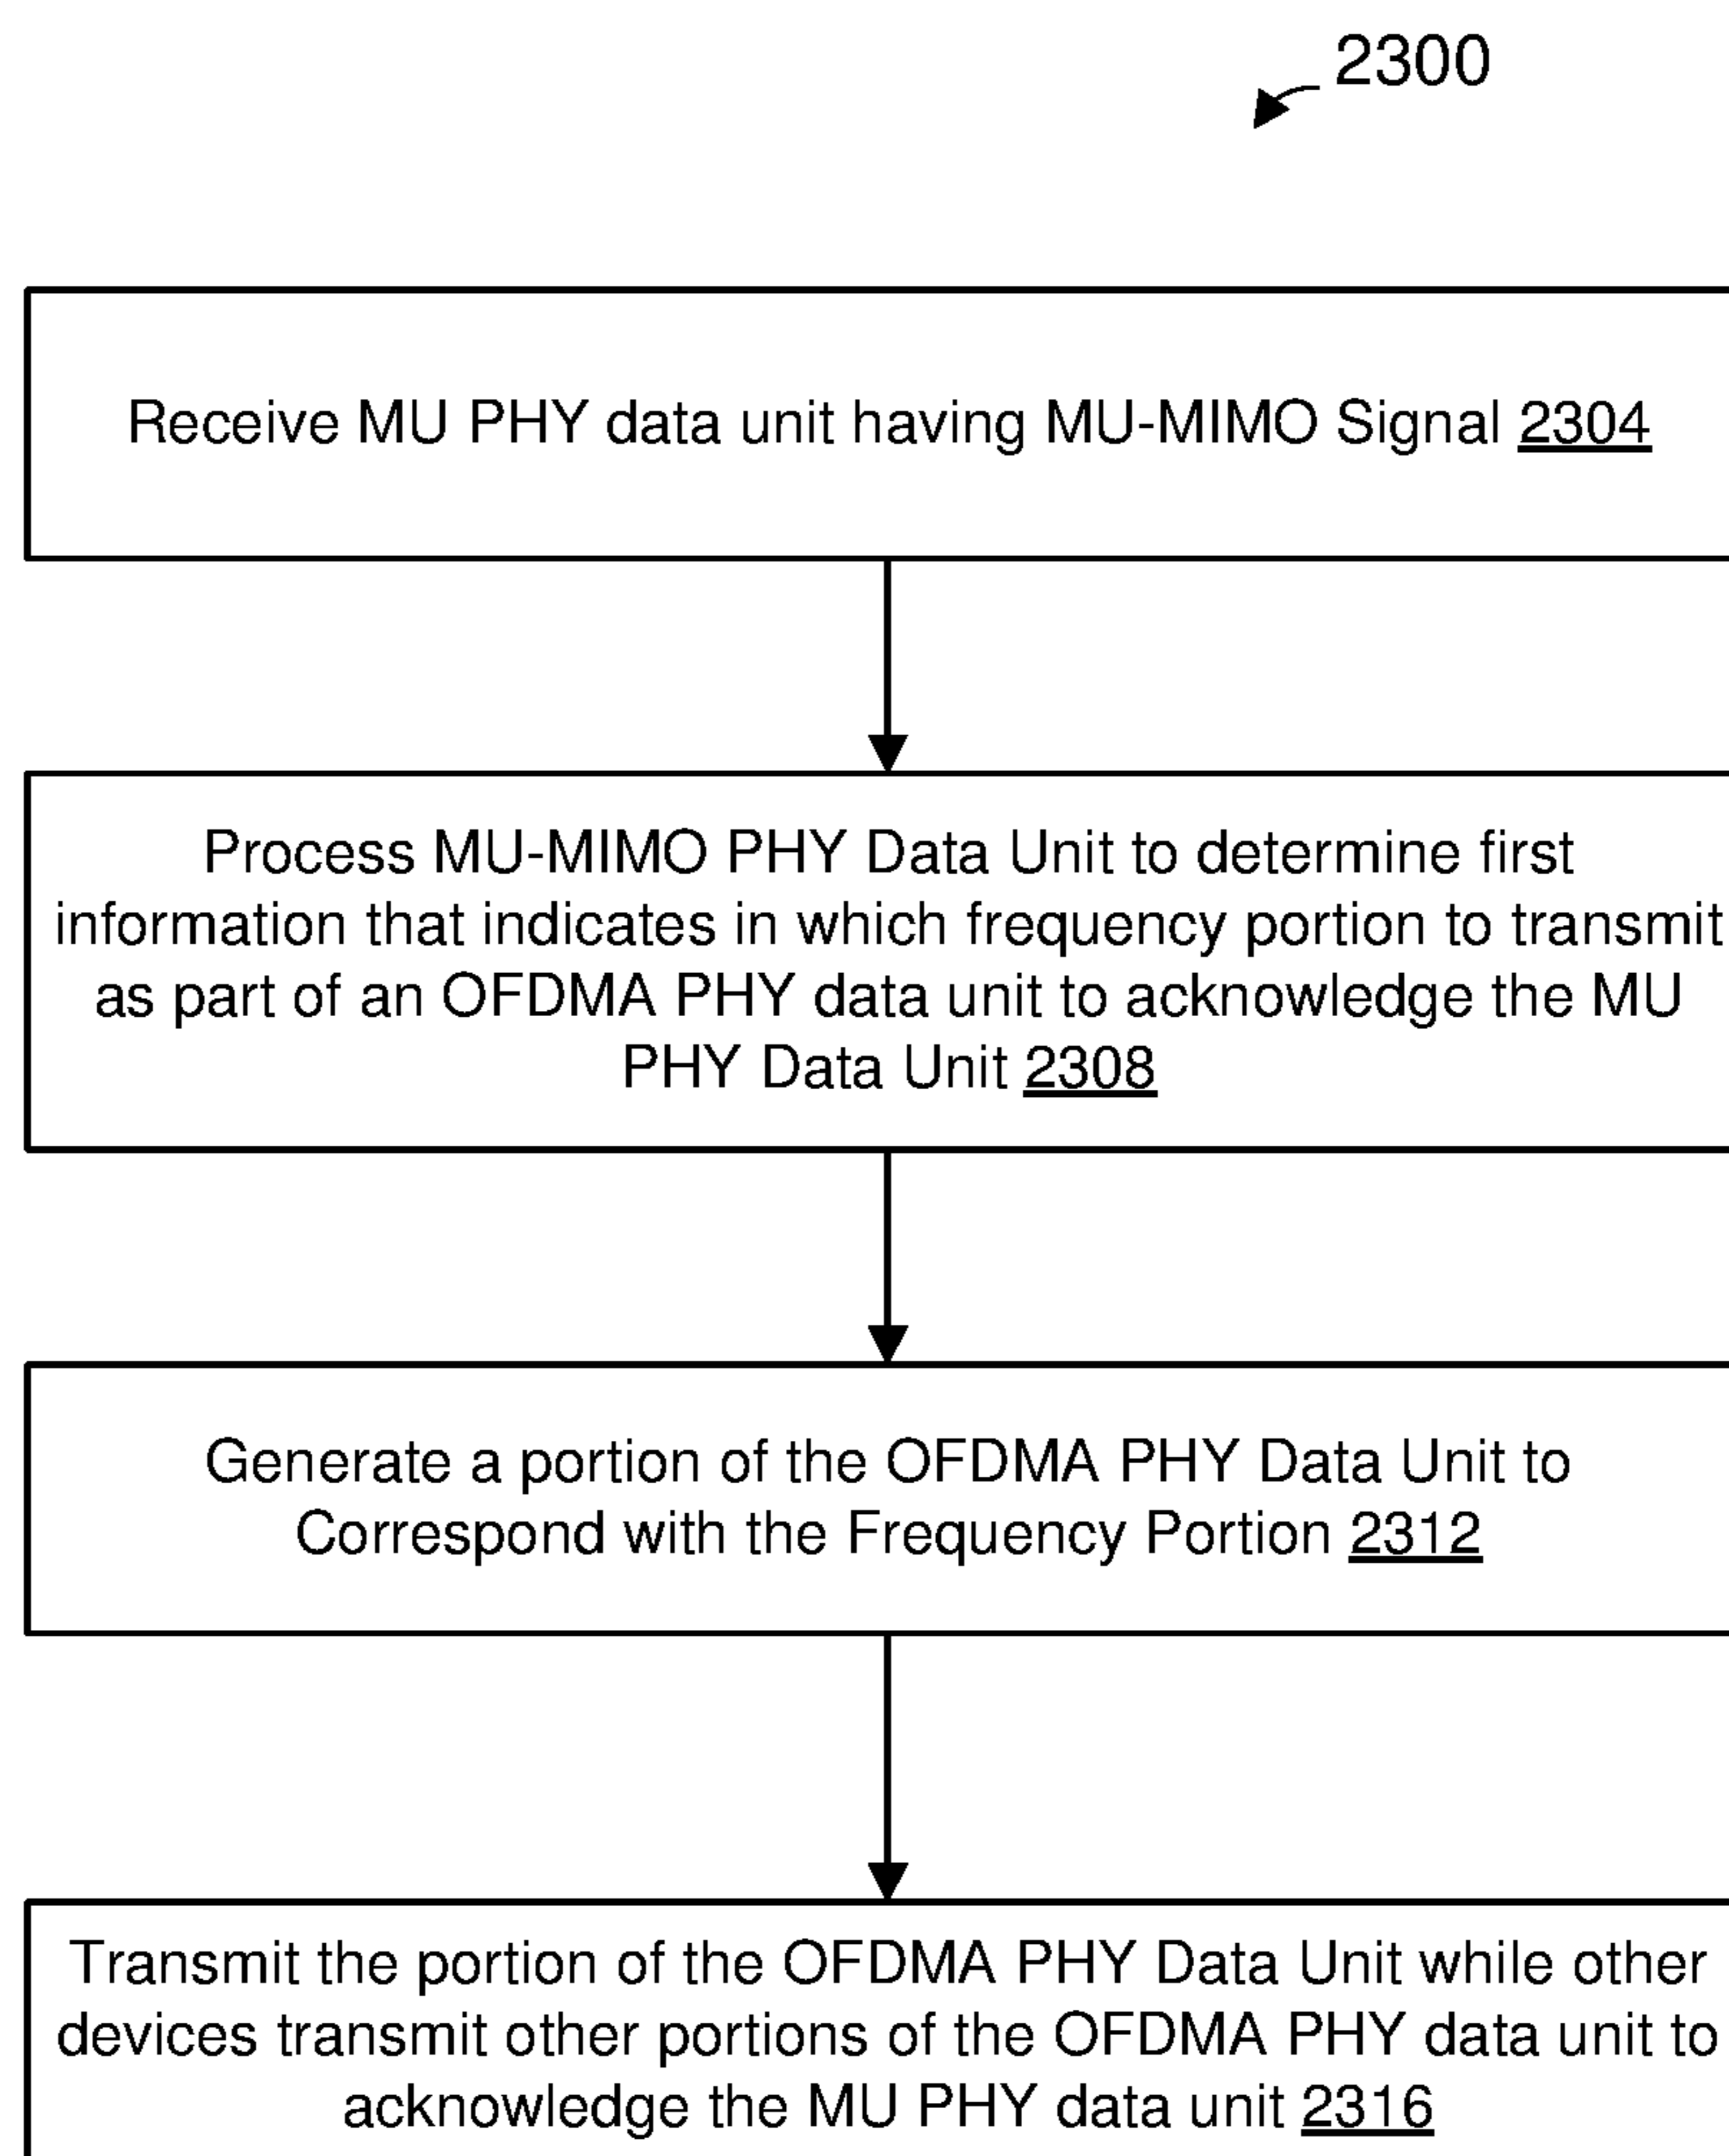 2300
Receive MU PHY data unit having MU-MIMO Signal 2304
Process MU-MIMO PHY Data Unit to determine first
information that indicates in which frequency portion to transmit
as part of an OFDMA PHY data unit to acknowledge the MU
PHY Data Unit 2308
Generate a portion of the OFDMA PHY Data Unit to
Correspond with the Frequency Portion 2312
Transmit the portion of the OFDMA PHY Data Unit while other
devices transmit other portions of the OFDMA PHY data unit to
acknowledge the MU PHY data unit 2316